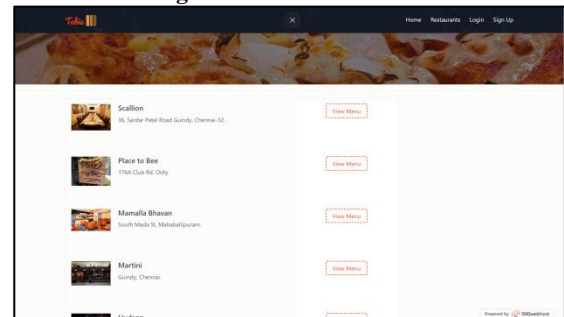 Tobie
Home Restaurants Login Sign Up
Scallion
36, Sardar Patel Road Guindy, Chennai-32.
View Menu
Place to Bee
176A Club Rd, Ooty.
View Menu
Mamalla Bhavan
South Mada St, Mahabalipuram.
View Menu
Martini
Guindy, Chennai.
View Menu
Powered by 000webhost